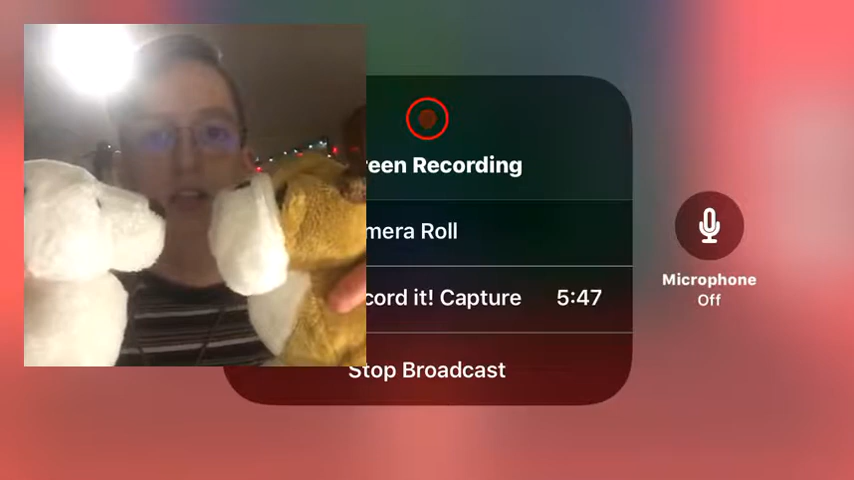 reen Recording
mera Roll
cord it! Capture 5:47
Stop Broadcast
Microphone
Off